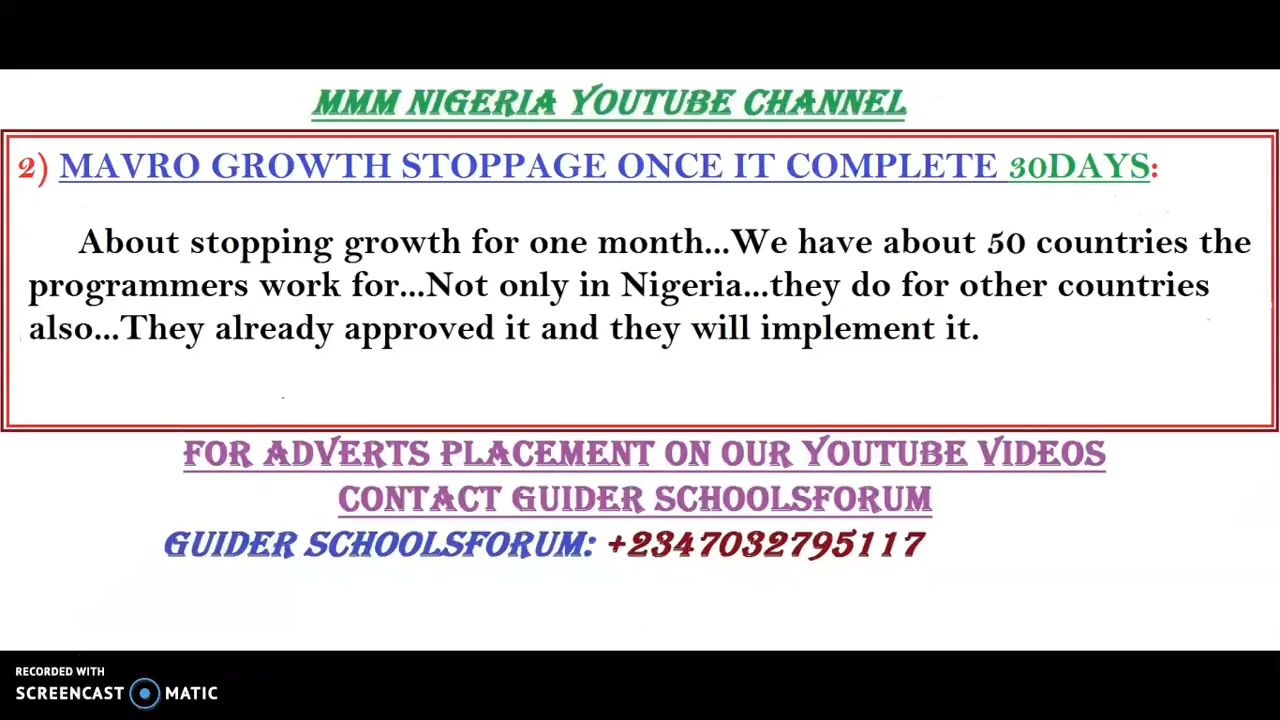 MMM NIGERIA YOUTUBE CHANNEL
2) MAVRO GROWTH STOPPAGE ONCE IT COMPLETE 30DAYS:
About stopping growth for one month...We have about 50 countries the
programmers work for...Not only in Nigeria...they do for other countries
also...They already approved it and they will implement it.
FOR ADVERTS PLACEMENT ON OUR YOUTUBE VIDEOS
CONTACT GUIDER SCHOOLSFORUM
GUIDER SCHOOLSFORUM: +2347032795117
RECORDED WITH
SCREENCAST MATIC